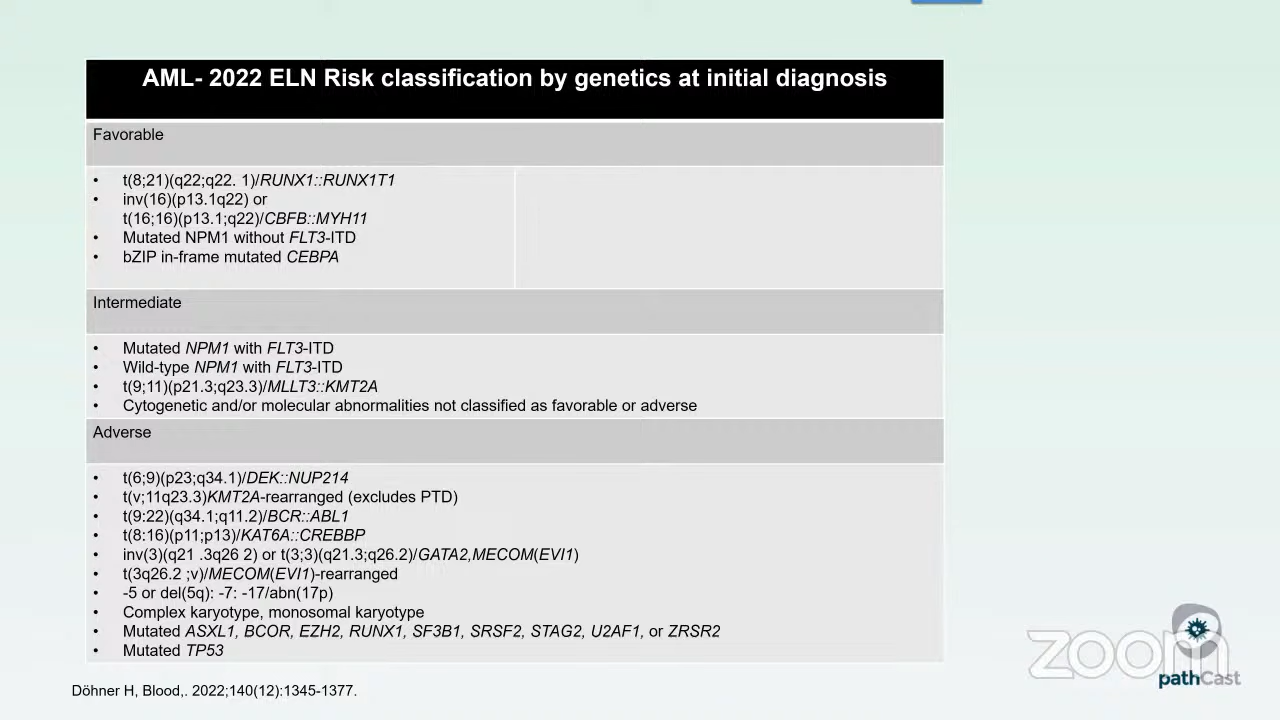 AML- 2022 ELN Risk classification by genetics at initial diagnosis
Favorable
• t(8;21)(q22;q22. 1)/RUNX1::RUNX1T1
• inv(16)(p13.1q22) or
t(16;16)(p13.1;q22)/CBFB::MYH11
• Mutated NPM1 without FLT3-ITD
• bZIP in-frame mutated CEBPA
Intermediate
• Mutated NPM1 with FLT3-ITD
• Wild-type NPM1 with FLT3-ITD
• t(9;11)(p21.3;q23.3)/MLLT3::KMT2A
• Cytogenetic and/or molecular abnormalities not classified as favorable or adverse
Adverse
• t(6;9)(p23;q34.1)/DEK::NUP214
• t(v;11q23.3)KMT2A-rearranged (excludes PTD)
• t(9:22)(q34.1;q11.2)/BCR::ABL1
• t(8:16)(p11;p13)/KAT6A::CREBBP
• inv(3)(q21 .3q26 2) or t(3;3)(q21.3;q26.2)/GATA2,MECOM(EVI1)
• t(3q26.2 ;v)/MECOM(EVI1)-rearranged
• -5 or del(5q): -7: -17/abn(17p)
• Complex karyotype, monosomal karyotype
• Mutated ASXL1, BCOR, EZH2, RUNX1, SF3B1, SRSF2, STAG2, U2AF1, or ZRSR2
• Mutated TP53
Döhner H, Blood,. 2022;140(12):1345-1377.
zoom
pathCast